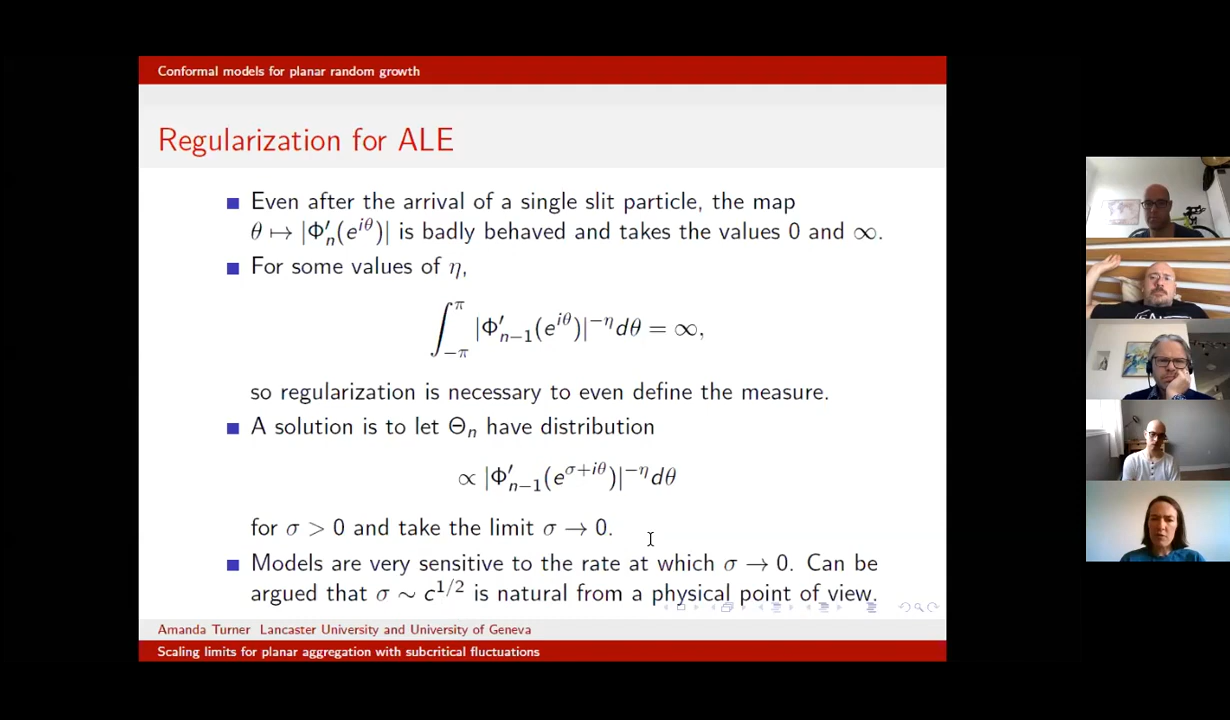 Conformal models for planar random growth
Regularization for ALE
Even after the arrival of a single slit particle, the map
θ ↦ |Φ′ₙ(e^{iθ})| is badly behaved and takes the values 0 and ∞.
For some values of η,
∫_{−π}^{π} |Φ′_{n−1}(e^{iθ})|^{−η} dθ = ∞,
so regularization is necessary to even define the measure.
A solution is to let Θₙ have distribution
∝ |Φ′_{n−1}(e^{σ+iθ})|^{−η} dθ
for σ > 0 and take the limit σ → 0.
Models are very sensitive to the rate at which σ → 0. Can be
argued that σ ∼ c^{1/2} is natural from a physical point of view.
Amanda Turner Lancaster University and University of Geneva
Scaling limits for planar aggregation with subcritical fluctuations